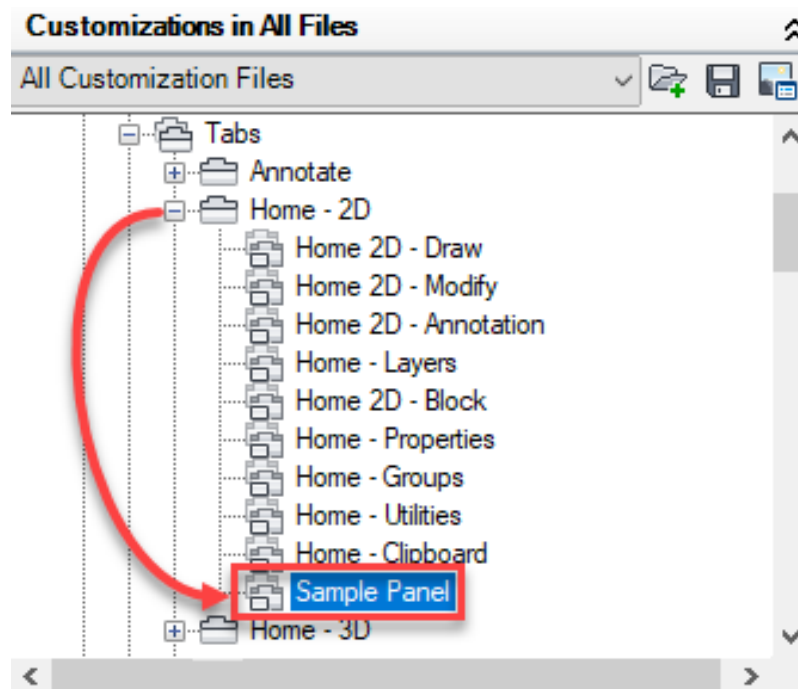 Customizations in All Files
All Customization Files
Tabs
Annotate
Home - 2D
Home 2D - Draw
Home 2D - Modify
Home 2D - Annotation
Home - Layers
Home 2D - Block
Home - Properties
Home - Groups
Home - Utilities
Home - Clipboard
Sample Panel
Home - 3D